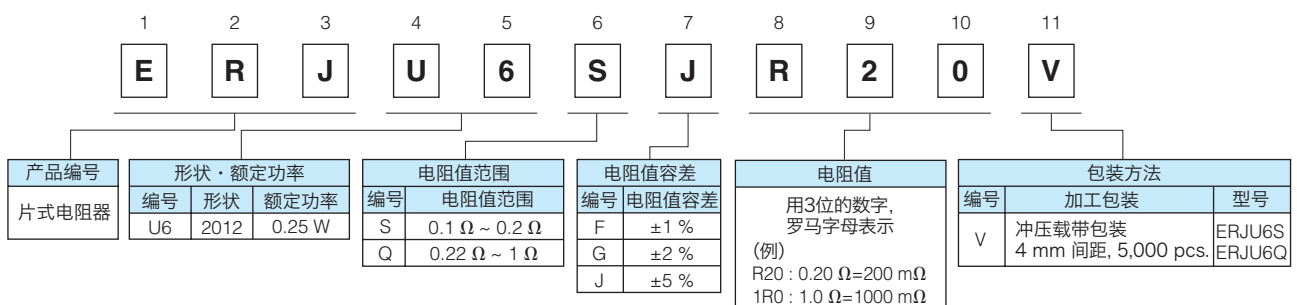 1 2 3 4 5 6 7 8 9 10 11
E R J U 6 S J R 2 0 V
产品编号
片式电阻器
形状・额定功率
编号 形状 额定功率
U6 2012 0.25 W
电阻值范围
编号 电阻值范围
S 0.1 Ω ~ 0.2 Ω
Q 0.22 Ω ~ 1 Ω
电阻值容差
编号 电阻值容差
F ±1 %
G ±2 %
J ±5 %
电阻值
用3位的数字,
罗马字母表示
(例)
R20 : 0.20 Ω=200 mΩ
1R0 : 1.0 Ω=1000 mΩ
包装方法
编号 加工包装 型号
V 冲压载带包装 ERJU6S
4 mm 间距, 5,000 pcs. ERJU6Q